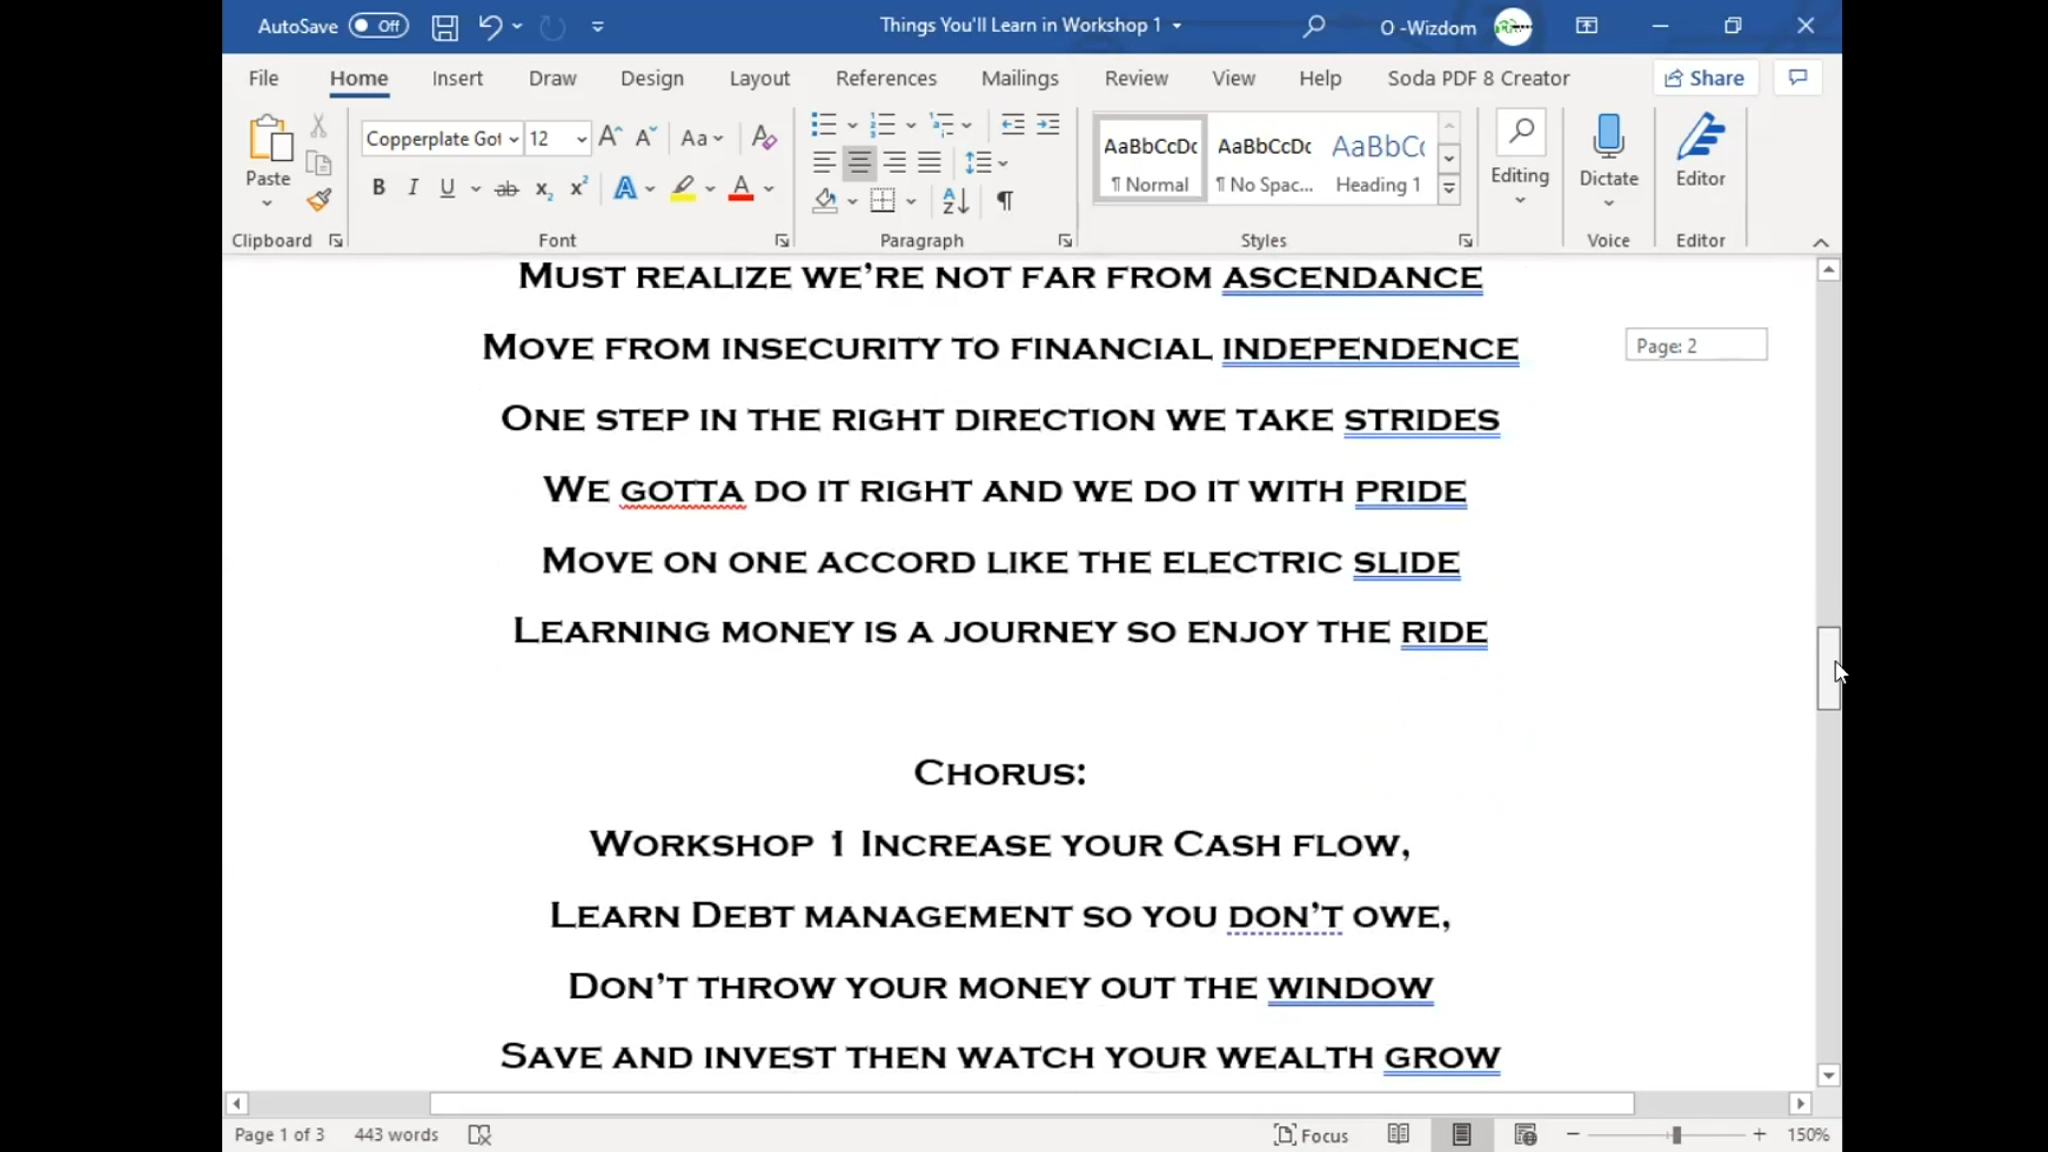 AutoSave Off Things You'll Learn in Workshop 1 O -Wizdom
File Home Insert Draw Design Layout References Mailings Review View Help Soda PDF 8 Creator Share
Paste Copperplate Got 12 Aa AaBbCcDc AaBbCcDc AaBbCc
B I U ab x₂ x² A A ¶ ¶ Normal ¶ No Spac... Heading 1 Editing Dictate Editor
Clipboard Font Paragraph Styles Voice Editor
Must realize we’re not far from ascendance
Move from insecurity to financial independence
Page: 2
One step in the right direction we take strides
We gotta do it right and we do it with pride
Move on one accord like the electric slide
Learning money is a journey so enjoy the ride
Chorus:
Workshop 1 Increase your Cash flow,
Learn Debt management so you don’t owe,
Don’t throw your money out the window
Save and invest then watch your wealth grow
Page 1 of 3 443 words Focus 150%